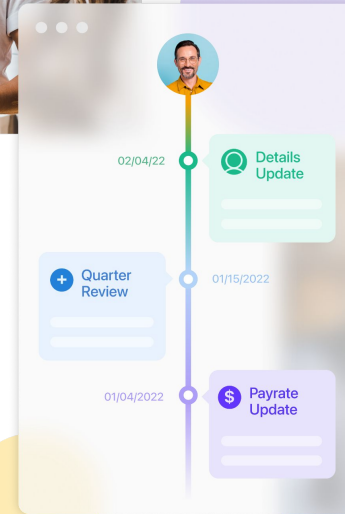 02/04/22
Details
Update
Quarter
Review
01/15/2022
01/04/2022
$ Payrate
Update